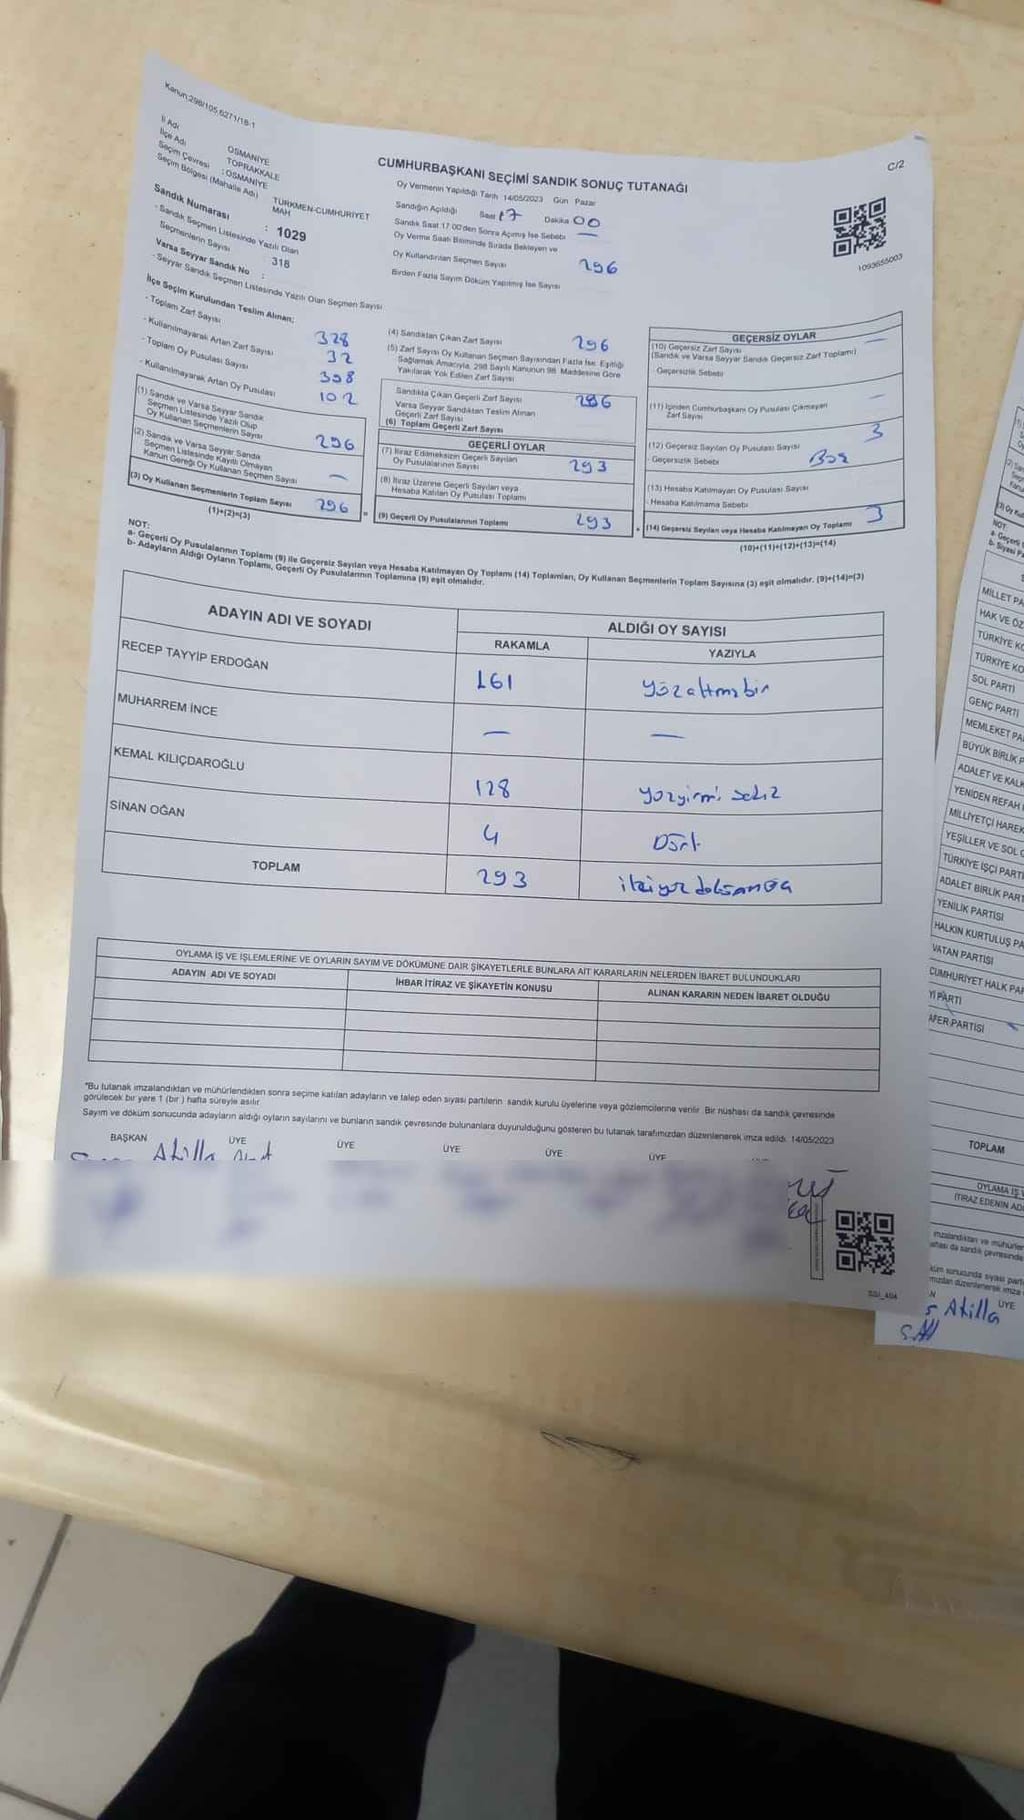 Kanun:298/105,6271/18-1
C/2
İl Adı : OSMANİYE
İlçe Adı : TOPRAKKALE
Seçim Çevresi : OSMANİYE
Seçim Bölgesi (Mahalle Adı) TÜRKMEN-CUMHURİYET MAH
Sandık Numarası : 1029
- Sandık Seçmen Listesinde Yazılı Olan
Seçmenlerin Sayısı 318
Varsa Seyyar Sandık No :
- Seyyar Sandık Seçmen Listesinde Yazılı Olan Seçmen Sayısı
CUMHURBAŞKANI SEÇİMİ SANDIK SONUÇ TUTANAĞI
Oy Vermenin Yapıldığı Tarih 14/05/2023 Gün Pazar
Sandığın Açıldığı Saat 17 Dakika 00
Sandık Saat 17.00'den Sonra Açılmış İse Sebebi —
Oy Verme Saati Bitiminde Sırada Bekleyen ve
Oy Kullandırılan Seçmen Sayısı 296
Birden Fazla Sayım Döküm Yapılmış İse Sayısı
1093655003
İlçe Seçim Kurulundan Teslim Alınan;
- Toplam Zarf Sayısı 328
- Kullanılmayarak Artan Zarf Sayısı 32
- Toplam Oy Pusulası Sayısı 398
- Kullanılmayarak Artan Oy Pusulası 102
(1) Sandık ve Varsa Seyyar Sandık
Seçmen Listesinde Yazılı Olup
Oy Kullanan Seçmenlerin Sayısı 296
(2) Sandık ve Varsa Seyyar Sandık
Seçmen Listesinde Kayıtlı Olmayan
Kanun Gereği Oy Kullanan Seçmen Sayısı —
(3) Oy Kullanan Seçmenlerin Toplam Sayısı 296
(1)+(2)=(3)
(4) Sandıktan Çıkan Zarf Sayısı 296
(5) Zarf Sayısı Oy Kullanan Seçmen Sayısından Fazla İse, Eşitliği
Sağlamak Amacıyla, 298 Sayılı Kanunun 98. Maddesine Göre
Yakılarak Yok Edilen Zarf Sayısı
Sandıkta Çıkan Geçerli Zarf Sayısı 296
Varsa Seyyar Sandıktan Teslim Alınan
Geçerli Zarf Sayısı
(6) Toplam Geçerli Zarf Sayısı
GEÇERLİ OYLAR
(7) İtiraz Edilmeksizin Geçerli Sayılan
Oy Pusulalarının Sayısı 293
(8) İtiraz Üzerine Geçerli Sayılan veya
Hesaba Katılan Oy Pusulası Toplamı
(9) Geçerli Oy Pusulalarının Toplamı 293
GEÇERSİZ OYLAR
(10) Geçersiz Zarf Sayısı —
(Sandık ve Varsa Seyyar Sandık Geçersiz Zarf Toplamı)
Geçersizlik Sebebi
(11) İçinden Cumhurbaşkanı Oy Pusulası Çıkmayan
Zarf Sayısı —
(12) Geçersiz Sayılan Oy Pusulası Sayısı 3
Geçersizlik Sebebi Boş
(13) Hesaba Katılmayan Oy Pusulası Sayısı
Hesaba Katılmama Sebebi
(14) Geçersiz Sayılan veya Hesaba Katılmayan Oy Toplamı 3
(10)+(11)+(12)+(13)=(14)
NOT:
a- Geçerli Oy Pusulalarının Toplamı (9) ile Geçersiz Sayılan veya Hesaba Katılmayan Oy Toplamı (14) Toplamları, Oy Kullanan Seçmenlerin Toplam Sayısına (3) eşit olmalıdır. (9)+(14)=(3)
b- Adayların Aldığı Oyların Toplamı, Geçerli Oy Pusulalarının Toplamına (9) eşit olmalıdır.
ADAYIN ADI VE SOYADI ALDIĞI OY SAYISI
RAKAMLA YAZIYLA
RECEP TAYYİP ERDOĞAN 161 yüzaltmışbir
MUHARREM İNCE — —
KEMAL KILIÇDAROĞLU 128 yüzyirmi sekiz
SİNAN OĞAN 4 Dört
TOPLAM 293
OYLAMA İŞ VE İŞLEMLERİNE VE OYLARIN SAYIM VE DÖKÜMÜNE DAİR ŞİKAYETLERLE BUNLARA AİT KARARLARIN NELERDEN İBARET BULUNDUKLARI
ADAYIN ADI VE SOYADI İHBAR İTİRAZ VE ŞİKAYETİN KONUSU ALINAN KARARIN NEDEN İBARET OLDUĞU
*Bu tutanak imzalandıktan ve mühürlendikten sonra seçime katılan adayların ve talep eden siyasi partilerin sandık kurulu üyelerine veya gözlemcilerine verilir. Bir nüshası da sandık çevresinde
görülecek bir yere 1 (bir ) hafta süreyle asılır.
Sayım ve döküm sonucunda adayların aldığı oyların sayılarını ve bunların sandık çevresinde bulunanlara duyurulduğunu gösteren bu tutanak tarafımızdan düzenlenerek imza edildi. 14/05/2023
BAŞKAN ÜYE ÜYE ÜYE ÜYE ÜYE
Atilla
MİLLET PA
HAK VE ÖZ
TÜRKİYE KO
TÜRKİYE KO
SOL PARTİ
GENÇ PARTİ
MEMLEKET PA
BÜYÜK BİRLİK P
ADALET VE KALK
YENİDEN REFAH
MİLLİYETÇİ HAREK
YEŞİLLER VE SOL
TÜRKİYE İŞÇİ PARTİ
ADALET BİRLİK PART
YENİLİK PARTİSİ
HALKIN KURTULUŞ PA
VATAN PARTİSİ
CUMHURİYET HALK PAR
Yİ PARTİ
AFER PARTİSİ
TOPLAM
OYLAMA İŞ
İTİRAZ EDENİN AD
Atilla ÜYE